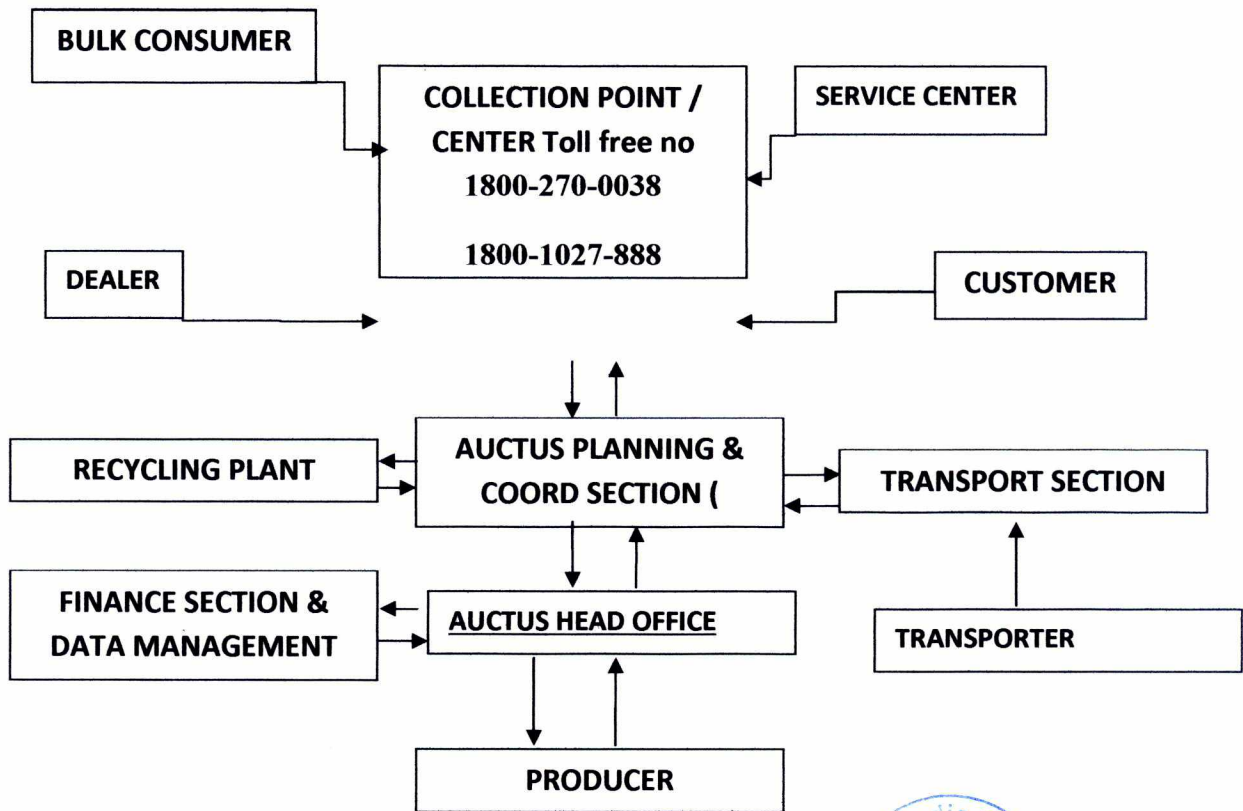 BULK CONSUMER
COLLECTION POINT /
CENTER Toll free no
1800-270-0038
1800-1027-888
SERVICE CENTER
DEALER
CUSTOMER
RECYCLING PLANT
AUCTUS PLANNING &
COORD SECTION (
TRANSPORT SECTION
FINANCE SECTION &
DATA MANAGEMENT
AUCTUS HEAD OFFICE
TRANSPORTER
PRODUCER